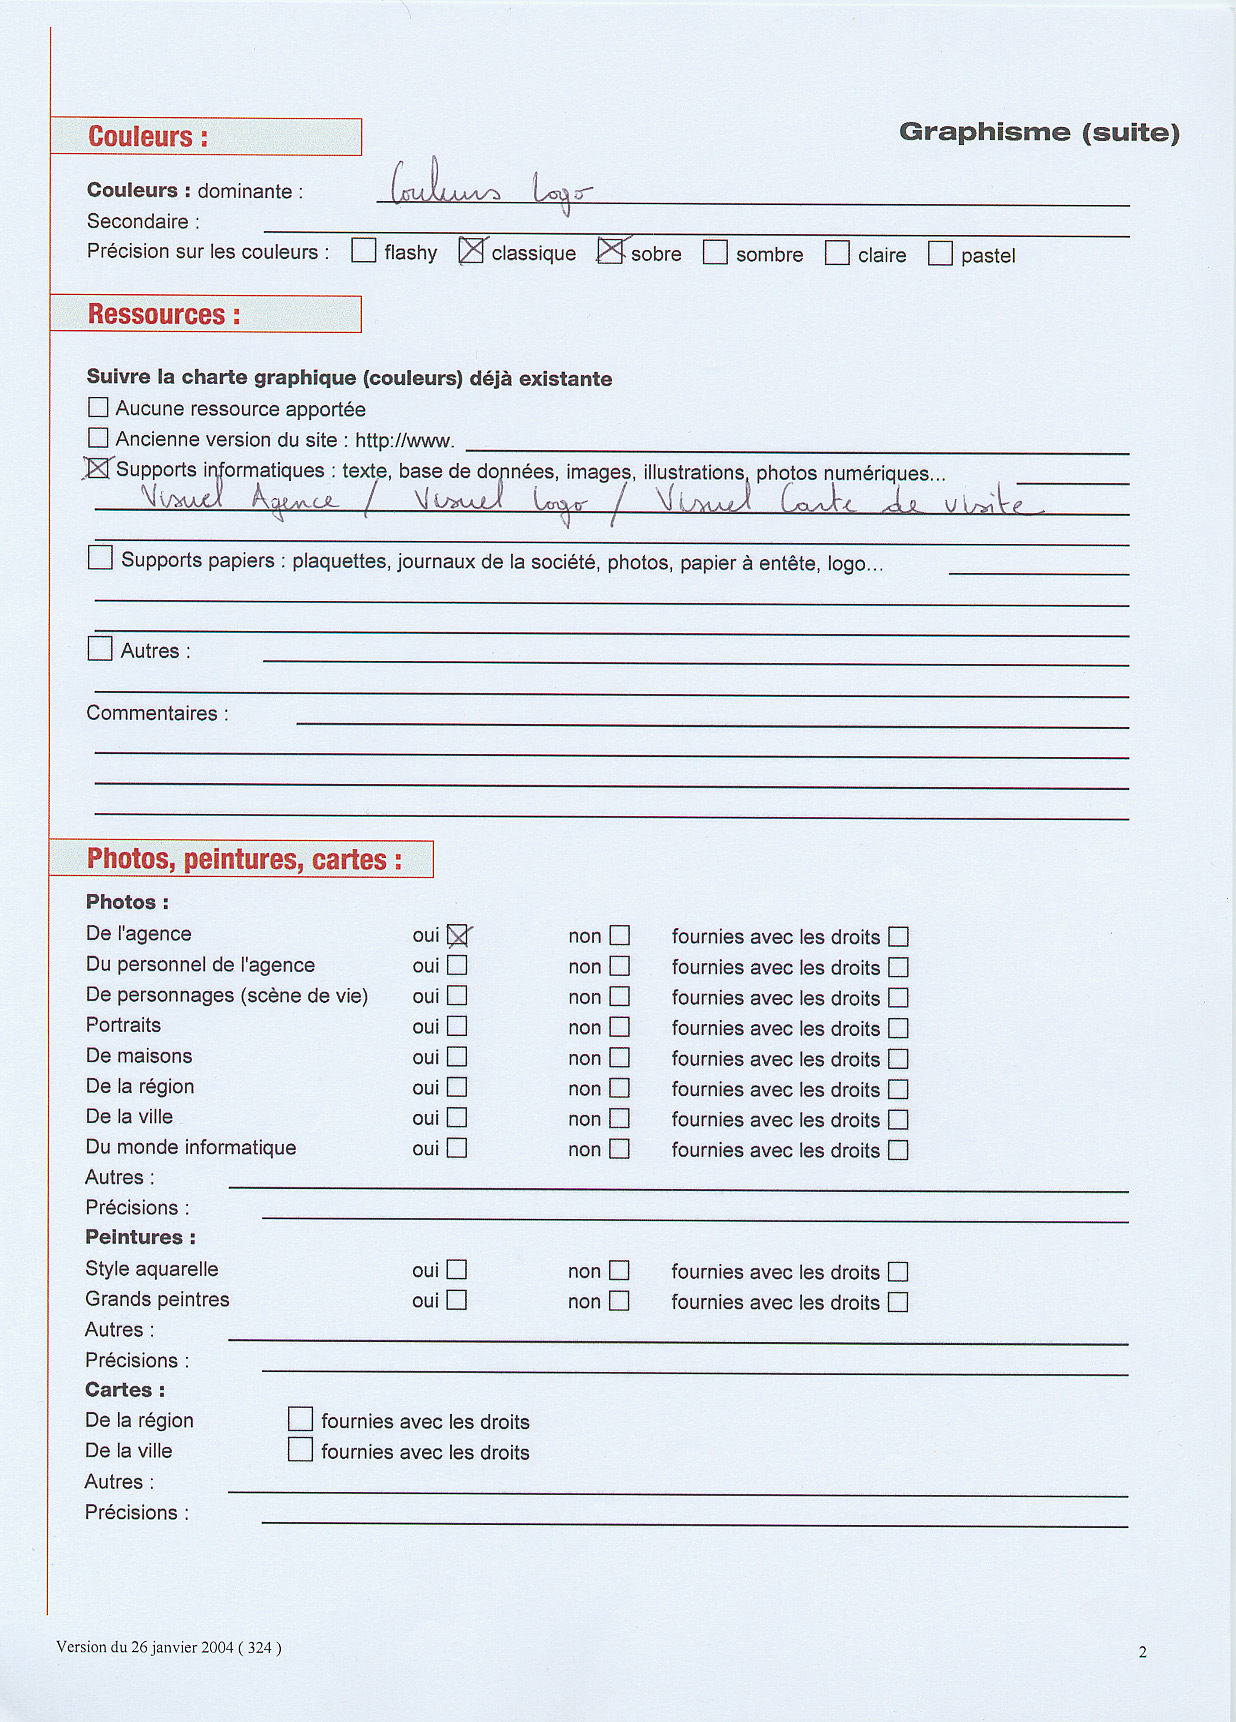 Graphisme (suite)
Couleurs :
Couleurs : dominante : Couleurs Logo
Secondaire :
Précision sur les couleurs : flashy classique sobre sombre claire pastel
Ressources :
Suivre la charte graphique (couleurs) déjà existante
Aucune ressource apportée
Ancienne version du site : http://www.
Supports informatiques : texte, base de données, images, illustrations, photos numériques...
Visuel Agence / Visuel Logo / Visuel Carte de visite
Supports papiers : plaquettes, journaux de la société, photos, papier à entête, logo...
Autres :
Commentaires :
Photos, peintures, cartes :
Photos :
De l'agence oui non fournies avec les droits
Du personnel de l'agence oui non fournies avec les droits
De personnages (scène de vie) oui non fournies avec les droits
Portraits oui non fournies avec les droits
De maisons oui non fournies avec les droits
De la région oui non fournies avec les droits
De la ville oui non fournies avec les droits
Du monde informatique oui non fournies avec les droits
Autres :
Précisions :
Peintures :
Style aquarelle oui non fournies avec les droits
Grands peintres oui non fournies avec les droits
Autres :
Précisions :
Cartes :
De la région fournies avec les droits
De la ville fournies avec les droits
Autres :
Précisions :
Version du 26 janvier 2004 ( 324 )
2